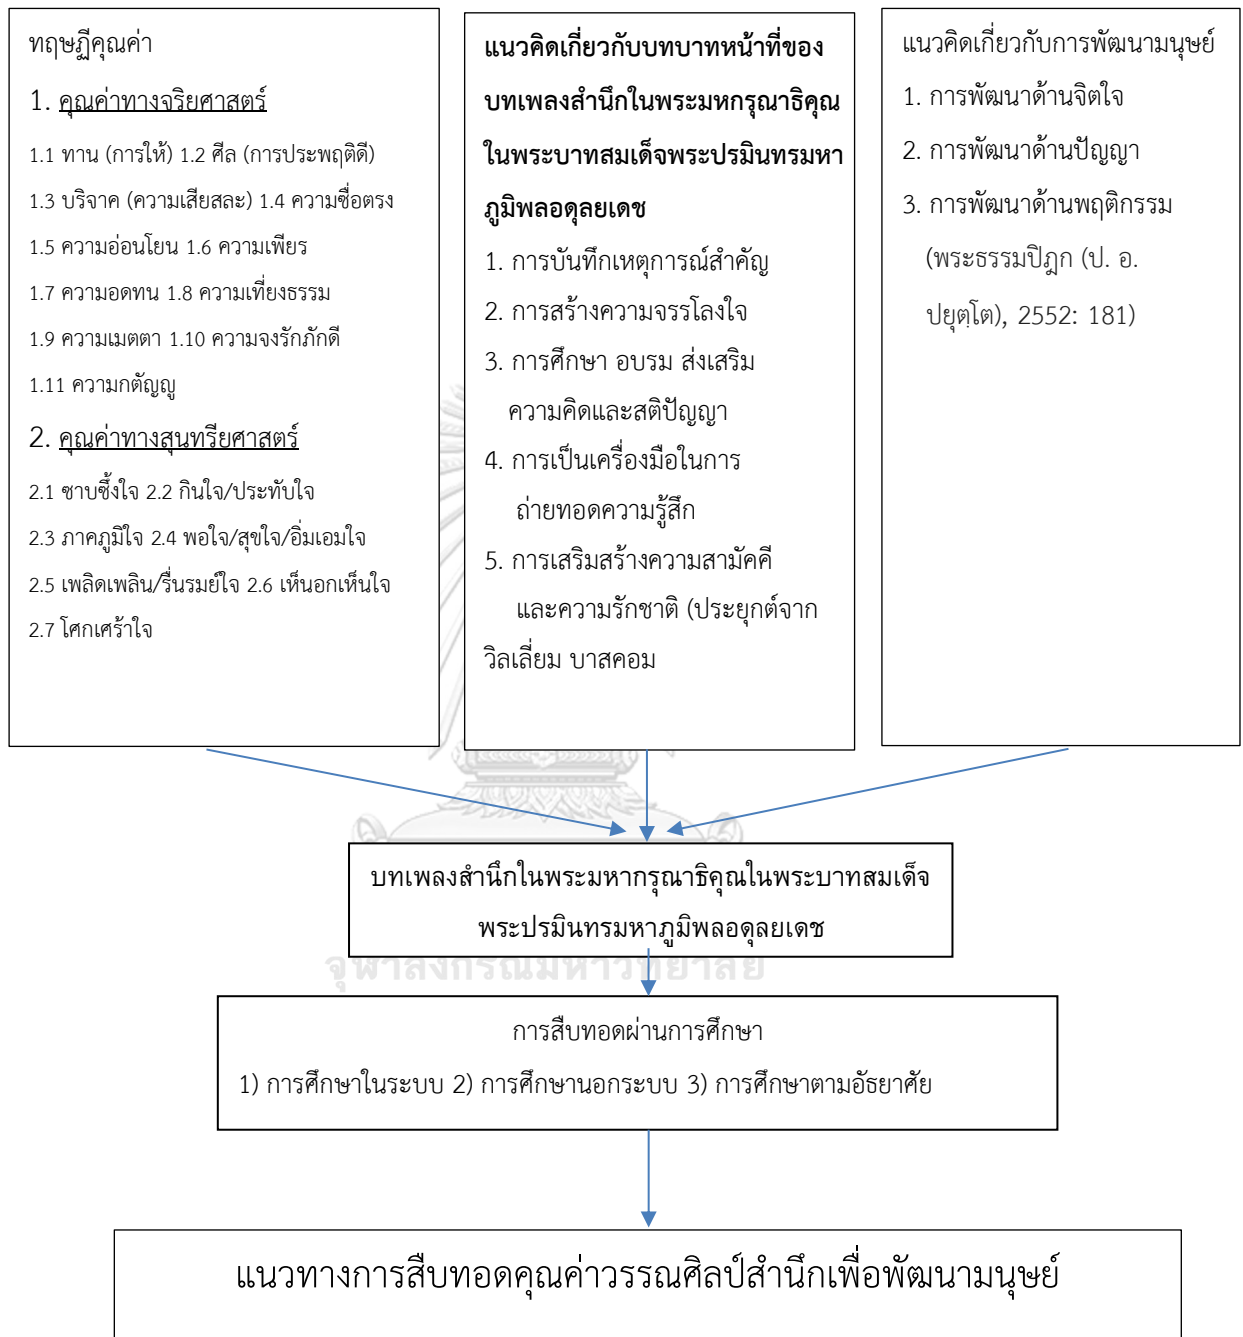 ทฤษฏีคุณค่า
1. คุณค่าทางจริยศาสตร์
1.1 ทาน (การให้) 1.2 ศีล (การประพฤติดี)
1.3 บริจาค (ความเสียสละ) 1.4 ความซื่อตรง
1.5 ความอ่อนโยน 1.6 ความเพียร
1.7 ความอดทน 1.8 ความเที่ยงธรรม
1.9 ความเมตตา 1.10 ความจงรักภักดี
1.11 ความกตัญญู
2. คุณค่าทางสุนทรียศาสตร์
2.1 ซาบซึ้งใจ 2.2 กินใจ/ประทับใจ
2.3 ภาคภูมิใจ 2.4 พอใจ/สุขใจ/อิ่มเอมใจ
2.5 เพลิดเพลิน/รื่นรมย์ใจ 2.6 เห็นอกเห็นใจ
2.7 โศกเศร้าใจ
แนวคิดเกี่ยวกับบทบาทหน้าที่ของ
บทเพลงสำนึกในพระมหกรุณาธิคุณ
ในพระบาทสมเด็จพระปรมินทรมหา
ภูมิพลอดุลยเดช
1. การบันทึกเหตุการณ์สำคัญ
2. การสร้างความจรรโลงใจ
3. การศึกษา อบรม ส่งเสริม
ความคิดและสติปัญญา
4. การเป็นเครื่องมือในการ
ถ่ายทอดความรู้สึก
5. การเสริมสร้างความสามัคคี
และความรักชาติ (ประยุกต์จาก
วิลเลี่ยม บาสคอม
แนวคิดเกี่ยวกับการพัฒนามนุษย์
1. การพัฒนาด้านจิตใจ
2. การพัฒนาด้านปัญญา
3. การพัฒนาด้านพฤติกรรม
(พระธรรมปิฎก (ป. อ.
ปยุตฺโต), 2552: 181)
บทเพลงสำนึกในพระมหากรุณาธิคุณในพระบาทสมเด็จ
พระปรมินทรมหาภูมิพลอดุลยเดช
จุฬาลงกรณ์มหาวิทยาลัย
การสืบทอดผ่านการศึกษา
1) การศึกษาในระบบ 2) การศึกษานอกระบบ 3) การศึกษาตามอัธยาศัย
แนวทางการสืบทอดคุณค่าวรรณศิลป์สำนึกเพื่อพัฒนามนุษย์